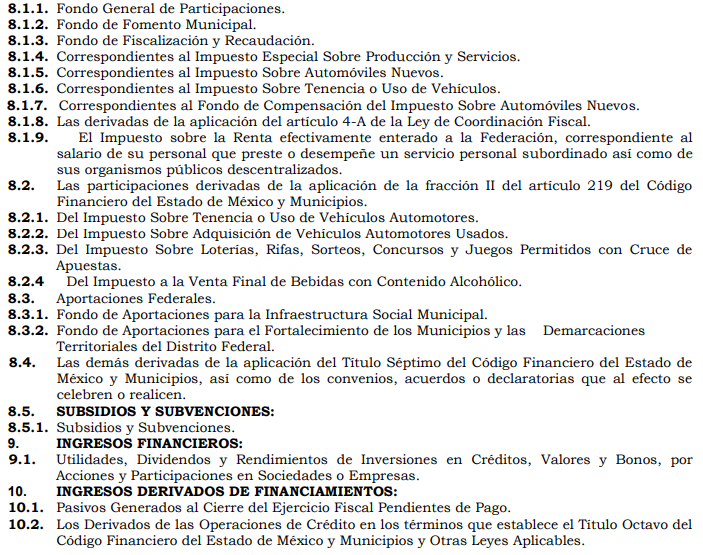 8.1.1. Fondo General de Participaciones.
8.1.2. Fondo de Fomento Municipal.
8.1.3. Fondo de Fiscalización y Recaudación.
8.1.4. Correspondientes al Impuesto Especial Sobre Producción y Servicios.
8.1.5. Correspondientes al Impuesto Sobre Automóviles Nuevos.
8.1.6. Correspondientes al Impuesto Sobre Tenencia o Uso de Vehículos.
8.1.7. Correspondientes al Fondo de Compensación del Impuesto Sobre Automóviles Nuevos.
8.1.8. Las derivadas de la aplicación del artículo 4-A de la Ley de Coordinación Fiscal.
8.1.9. El Impuesto sobre la Renta efectivamente enterado a la Federación, correspondiente al
salario de su personal que preste o desempeñe un servicio personal subordinado así como de
sus organismos públicos descentralizados.
8.2. Las participaciones derivadas de la aplicación de la fracción II del artículo 219 del Código
Financiero del Estado de México y Municipios.
8.2.1. Del Impuesto Sobre Tenencia o Uso de Vehículos Automotores.
8.2.2. Del Impuesto Sobre Adquisición de Vehículos Automotores Usados.
8.2.3. Del Impuesto Sobre Loterías, Rifas, Sorteos, Concursos y Juegos Permitidos con Cruce de
Apuestas.
8.2.4 Del Impuesto a la Venta Final de Bebidas con Contenido Alcohólico.
8.3. Aportaciones Federales.
8.3.1. Fondo de Aportaciones para la Infraestructura Social Municipal.
8.3.2. Fondo de Aportaciones para el Fortalecimiento de los Municipios y las Demarcaciones
Territoriales del Distrito Federal.
8.4. Las demás derivadas de la aplicación del Título Séptimo del Código Financiero del Estado de
México y Municipios, así como de los convenios, acuerdos o declaratorias que al efecto se
celebren o realicen.
8.5. SUBSIDIOS Y SUBVENCIONES:
8.5.1. Subsidios y Subvenciones.
9. INGRESOS FINANCIEROS:
9.1. Utilidades, Dividendos y Rendimientos de Inversiones en Créditos, Valores y Bonos, por
Acciones y Participaciones en Sociedades o Empresas.
10. INGRESOS DERIVADOS DE FINANCIAMIENTOS:
10.1. Pasivos Generados al Cierre del Ejercicio Fiscal Pendientes de Pago.
10.2. Los Derivados de las Operaciones de Crédito en los términos que establece el Título Octavo del
Código Financiero del Estado de México y Municipios y Otras Leyes Aplicables.